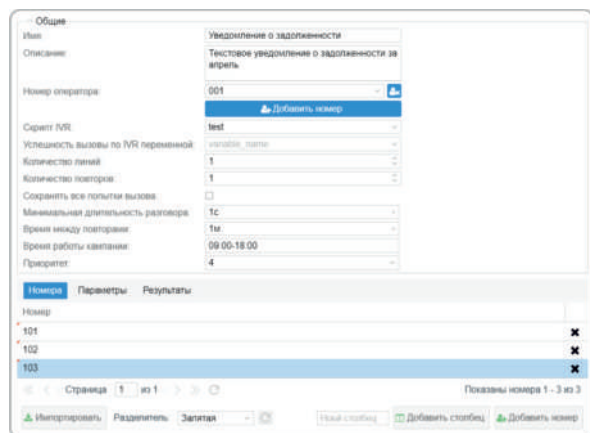 Общие
Имя: Уведомление о задолженности
Описание: Текстовое уведомление о задолженности за
апрель
Номер оператора: 001
Добавить номер
Скрипт IVR: test
Успешность вызовы по IVR переменной: variable_name
Количество линий: 1
Количество повторов: 1
Сохранять все попытки вызова:
Минимальная длительность разговора: 1с
Время между повторами: 1м
Время работы кампании: 09:00-18:00
Приоритет: 4
Номера Параметры Результаты
Номер
101
102
103
Страница 1 из 1 Показаны номера 1 - 3 из 3
Импортировать Разделитель: Запятая Новый столбец Добавить столбец Добавить номер